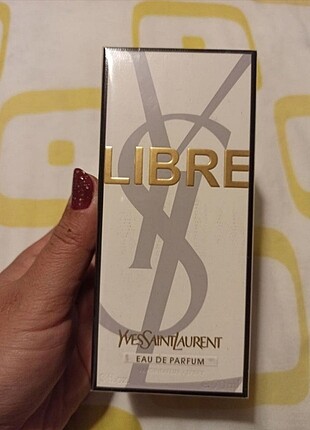 LIBRE
YVESSAINTLAURENT
EAU DE PARFUM